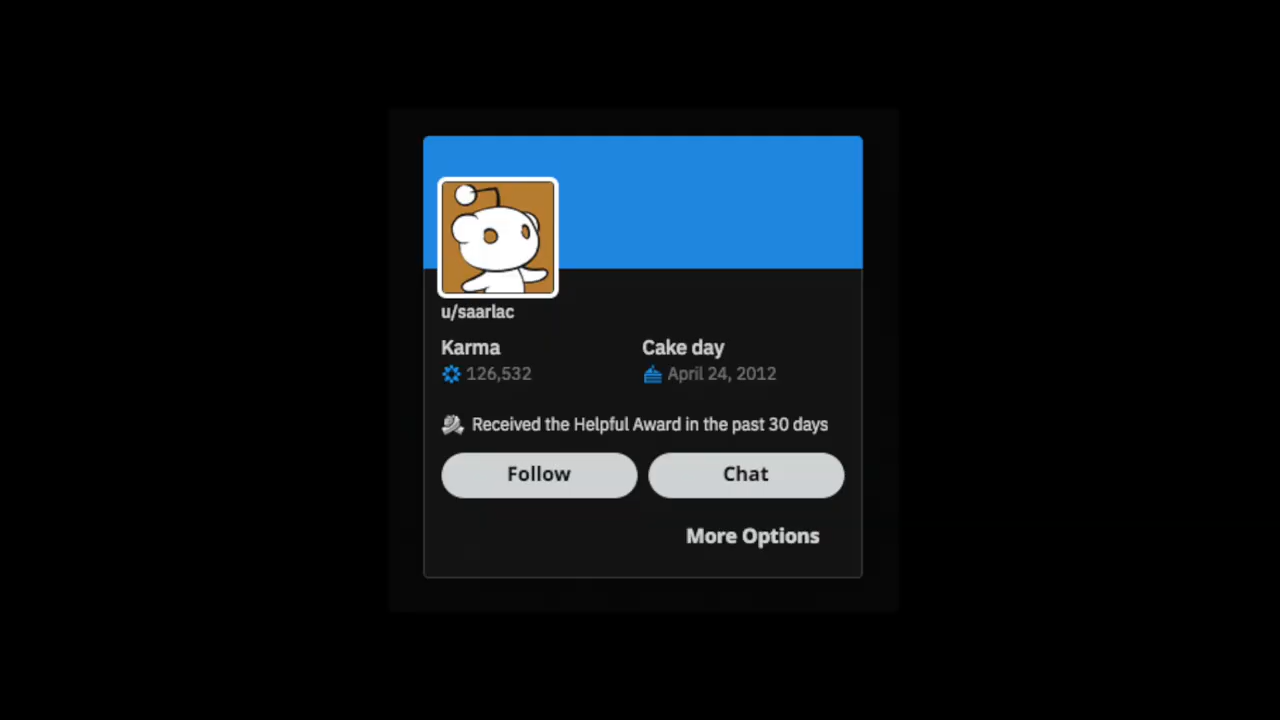 u/saarlac
Karma
Cake day
126,532
April 24, 2012
Received the Helpful Award in the past 30 days
Follow
Chat
More Options